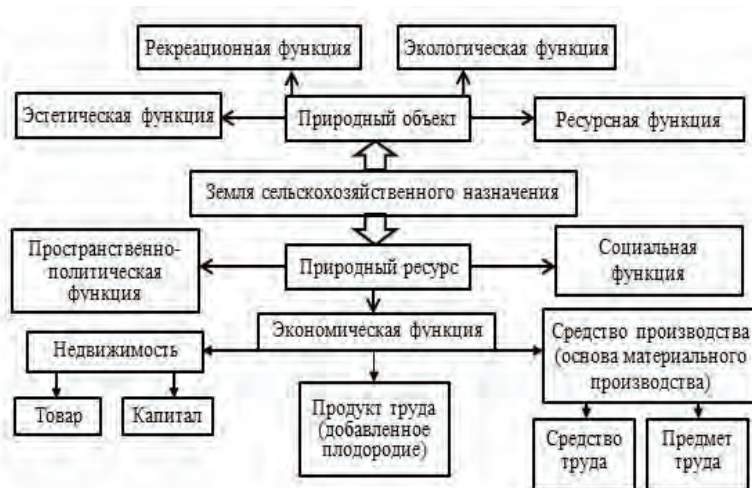 Рекреационная функция
Экологическая функция
Эстетическая функция
Природный объект
Ресурсная функция
Земля сельскохозяйственного назначения
Пространственно-
политическая
функция
Природный ресурс
Социальная
функция
Экономическая функция
Средство производства
(основа материального
производства)
Недвижимость
Товар
Капитал
Продукт труда
(добавленное
плодородие)
Средство
труда
Предмет
труда